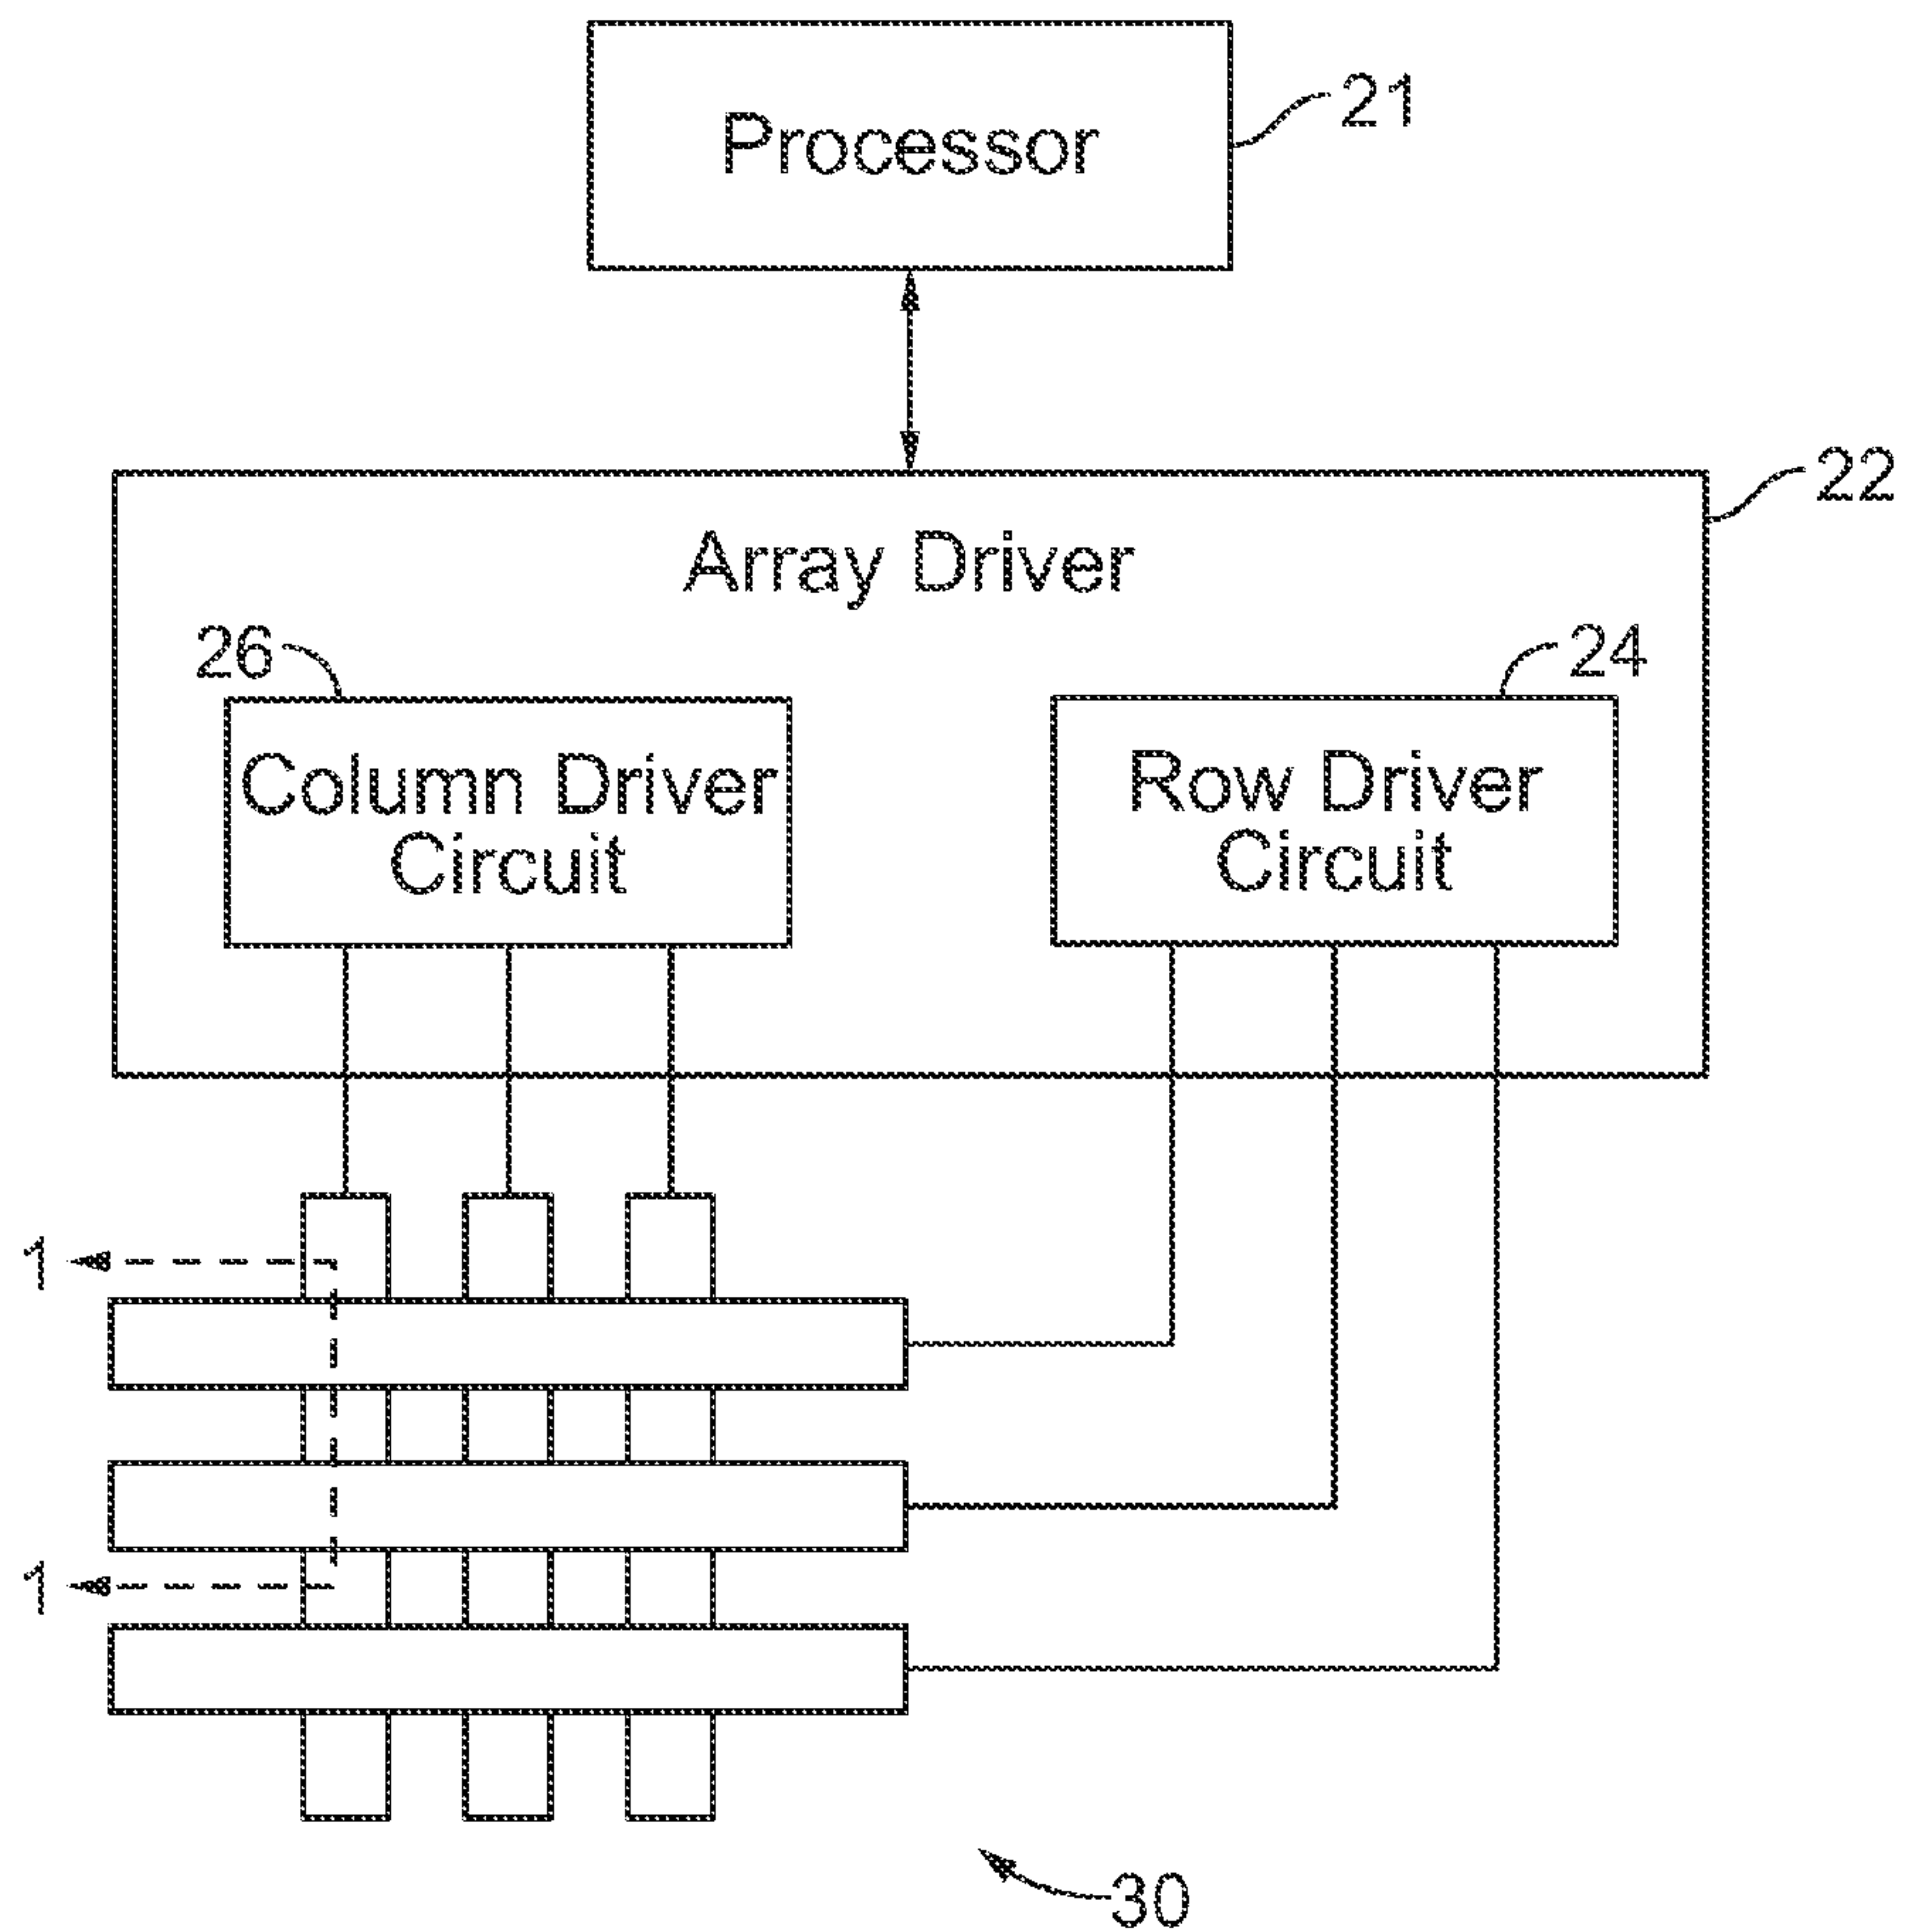 Processor
21
22
Array Driver
26
24
Column Driver
Circuit
Row Driver
Circuit
1
1
30